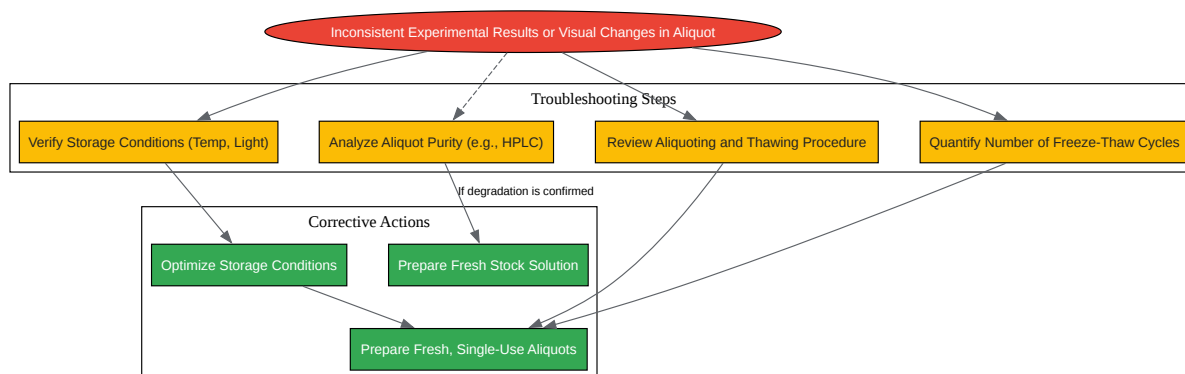 Inconsistent Experimental Results or Visual Changes in Aliquot
Troubleshooting Steps
Verify Storage Conditions (Temp, Light)
Analyze Aliquot Purity (e.g., HPLC)
Review Aliquoting and Thawing Procedure
Quantify Number of Freeze-Thaw Cycles
If degradation is confirmed
Corrective Actions
Optimize Storage Conditions
Prepare Fresh Stock Solution
Prepare Fresh, Single-Use Aliquots